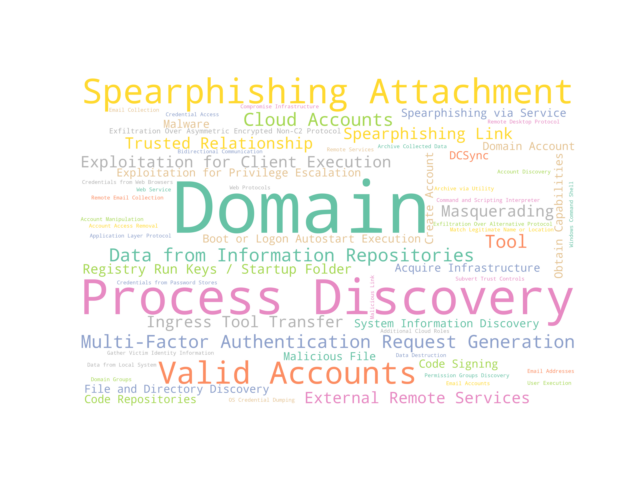 Spearphishing Attachment
Email Collection
Compromise Infrastructure
Credential Access
Cloud Accounts
Spearphishing via Service
Malware
Remote Desktop Protocol
Exfiltration Over Asymmetric Encrypted Non-C2 Protocol
Spearphishing Link
Trusted Relationship
Archive Collected Data
Domain Account
Bidirectional Communication
Remote Services
DCSync
Exploitation for Client Execution
Exploitation for Privilege Escalation
Account Discovery
Create Account
Obtain Capabilities
Windows Command Shell
Credentials from Web Browsers
Web Service
Web Protocols
Archive via Utility
Remote Email Collection
Domain
Command and Scripting Interpreter
Masquerading
Account Manipulation
Account Access Removal
Exfiltration Over Alternative Protocol
Match Legitimate Name or Location
Application Layer Protocol
Boot or Logon Autostart Execution
Tool
Data from Information Repositories
Registry Run Keys / Startup Folder
Acquire Infrastructure
Credentials from Password Stores
Malicious Link
Subvert Trust Controls
Process Discovery
Ingress Tool Transfer
System Information Discovery
Additional Cloud Roles
Multi-Factor Authentication Request Generation
Gather Victim Identity Information
Malicious File
Data Destruction
Data from Local System
Valid Accounts
Code Signing
Email Addresses
Domain Groups
Permission Groups Discovery
File and Directory Discovery
Email Accounts
User Execution
Code Repositories
OS Credential Dumping
External Remote Services